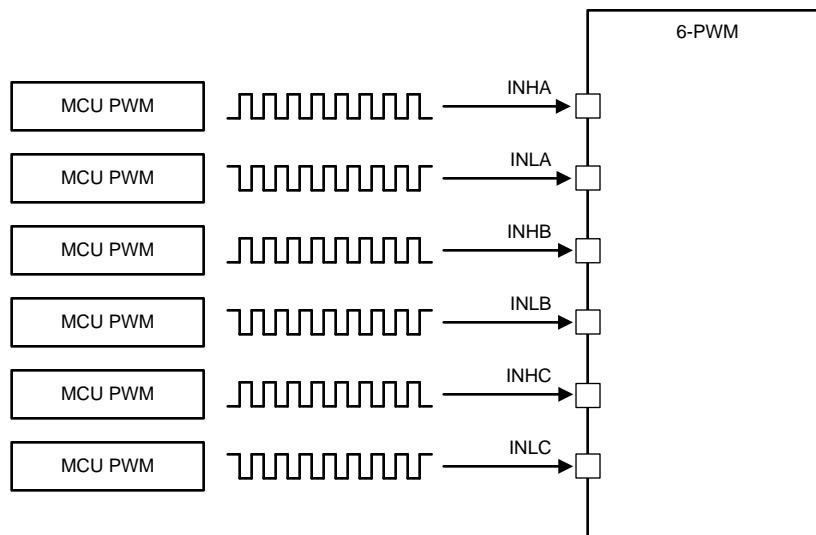 6-PWM
MCU PWM INHA
MCU PWM INLA
MCU PWM INHB
MCU PWM INLB
MCU PWM INHC
MCU PWM INLC